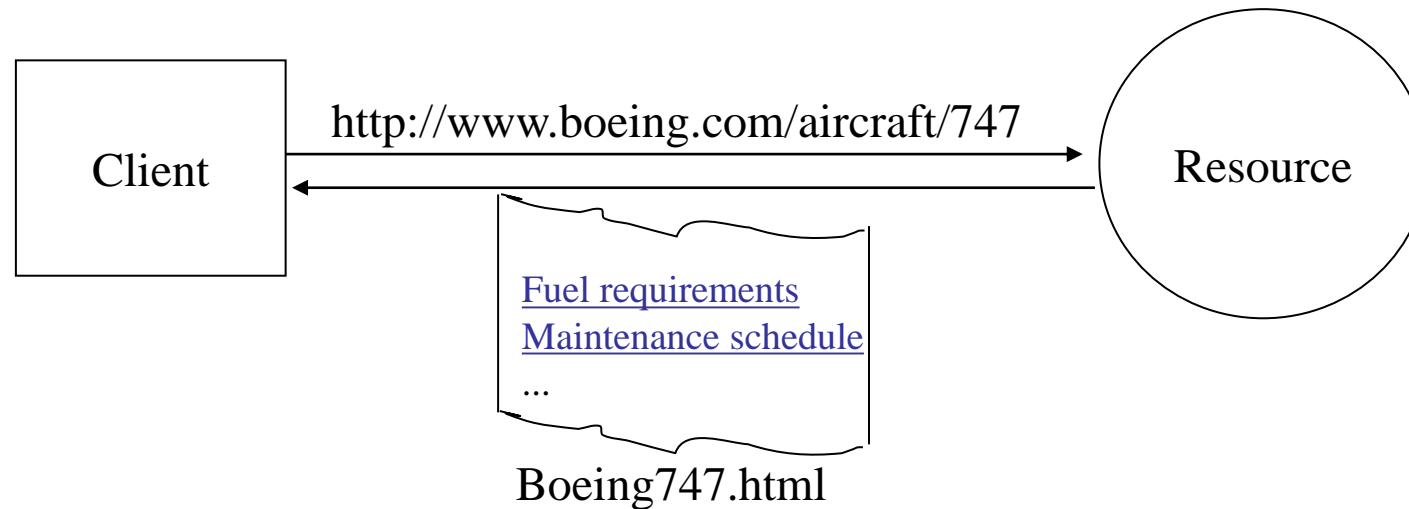 http://www.boeing.com/aircraft/747
Client
Resource
Fuel requirements
Maintenance schedule
...
Boeing747.html